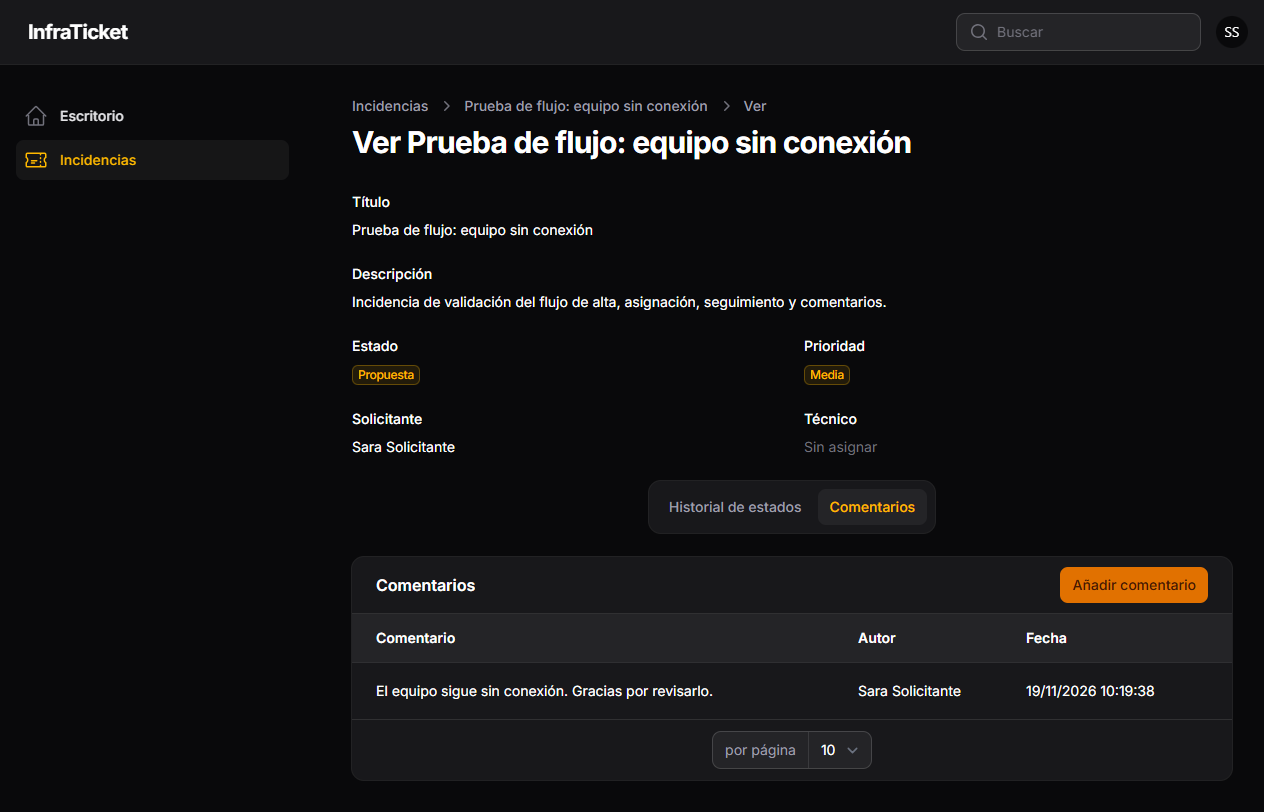 InfraTicket
Buscar
SS
Escritorio
Incidencias
Incidencias > Prueba de flujo: equipo sin conexión > Ver
Ver Prueba de flujo: equipo sin conexión
Título
Prueba de flujo: equipo sin conexión
Descripción
Incidencia de validación del flujo de alta, asignación, seguimiento y comentarios.
Estado Prioridad
Propuesta Media
Solicitante Técnico
Sara Solicitante Sin asignar
Historial de estados Comentarios
Comentarios Añadir comentario
Comentario Autor Fecha
El equipo sigue sin conexión. Gracias por revisarlo. Sara Solicitante 19/11/2026 10:19:38
por página 10